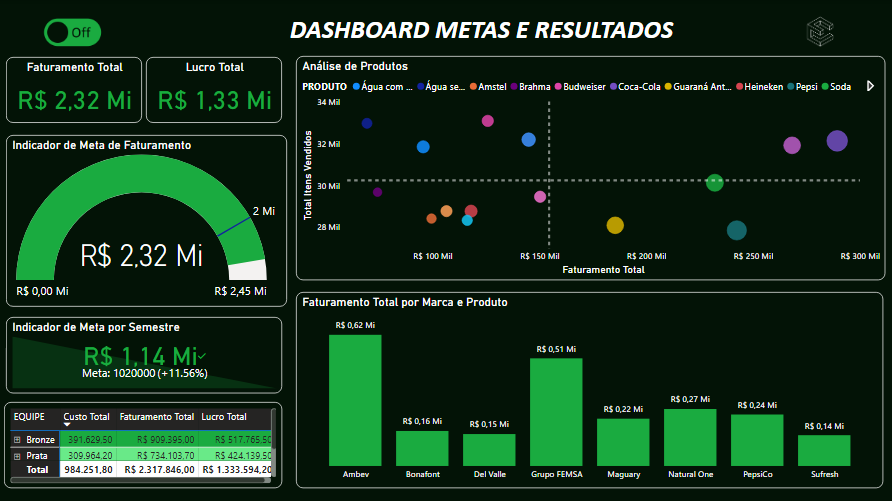 Off
DASHBOARD METAS E RESULTADOS
Faturamento Total
R$ 2,32 Mi
Lucro Total
R$ 1,33 Mi
Indicador de Meta de Faturamento
2 Mi
R$ 2,32 Mi
R$ 0,00 Mi
R$ 2,45 Mi
Indicador de Meta por Semestre
R$ 1,14 Mi
Meta: 1020000 (+11.56%)
EQUIPE Custo Total Faturamento Total Lucro Total
Bronze 391.629,50 R$ 909.395,00 R$ 517.765,50
Prata 309.964,20 R$ 734.103,70 R$ 424.139,50
Total 984.251,80 R$ 2.317.846,00 R$ 1.333.594,20
Análise de Produtos
PRODUTO Água com ... Água se... Amstel Brahma Budweiser Coca-Cola Guaraná Ant... Heineken Pepsi Soda
Total Itens Vendidos
34 Mil
32 Mil
30 Mil
28 Mil
R$ 100 Mil R$ 150 Mil R$ 200 Mil R$ 250 Mil R$ 300 Mil
Faturamento Total
Faturamento Total por Marca e Produto
R$ 0,62 Mi
R$ 0,16 Mi
R$ 0,15 Mi
R$ 0,51 Mi
R$ 0,22 Mi
R$ 0,27 Mi
R$ 0,24 Mi
R$ 0,14 Mi
Ambev Bonafont Del Valle Grupo FEMSA Maguary Natural One PepsiCo Sufresh